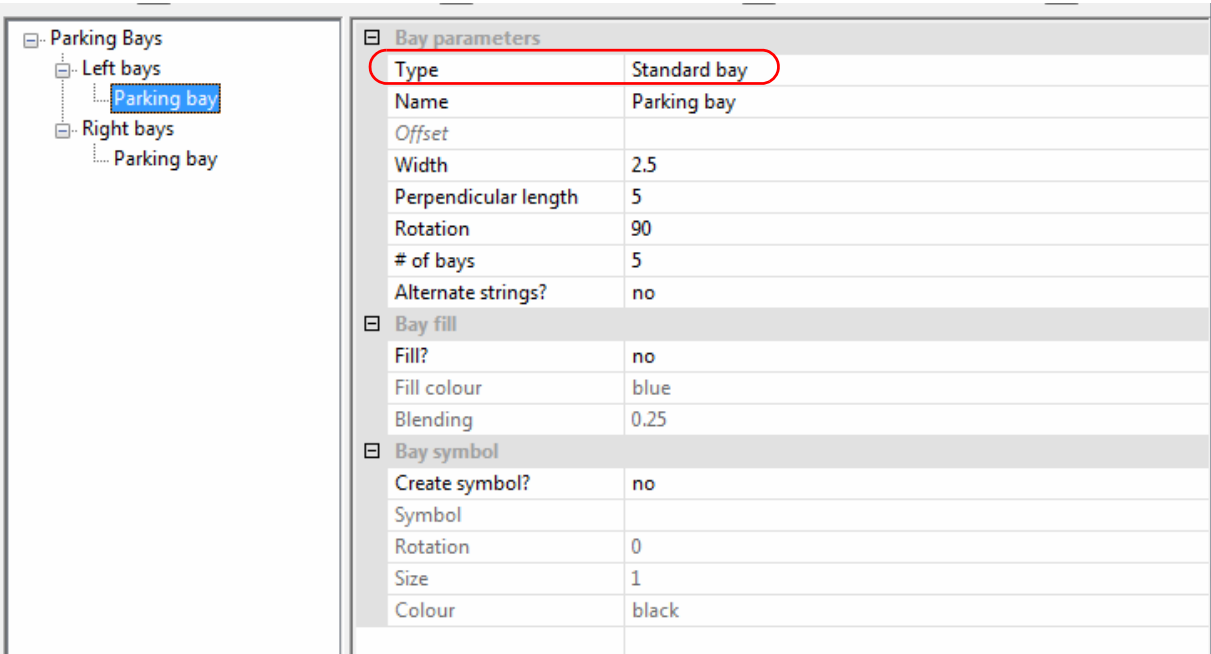 Parking Bays
Left bays
Parking bay
Right bays
Parking bay
Bay parameters
Type Standard bay
Name Parking bay
Offset
Width 2.5
Perpendicular length 5
Rotation 90
# of bays 5
Alternate strings? no
Bay fill
Fill? no
Fill colour blue
Blending 0.25
Bay symbol
Create symbol? no
Symbol
Rotation 0
Size 1
Colour black